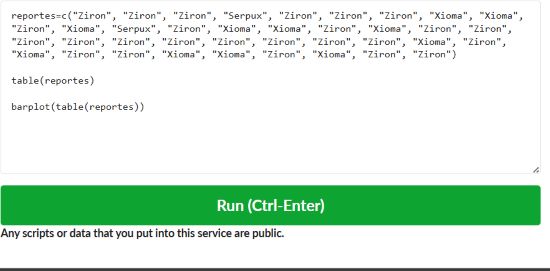 reportes=c("Ziron", "Ziron", "Ziron", "Serpux", "Ziron", "Ziron", "Ziron", "Xioma", "Xioma",
"Ziron", "Xioma", "Serpux", "Ziron", "Xioma", "Xioma", "Ziron", "Xioma", "Ziron", "Ziron",
"Ziron", "Ziron", "Ziron", "Ziron", "Ziron", "Ziron", "Ziron", "Ziron", "Xioma", "Ziron",
"Xioma", "Ziron", "Ziron", "Xioma", "Xioma", "Ziron", "Xioma", "Ziron", "Ziron")
table(reportes)
barplot(table(reportes))
Run (Ctrl-Enter)
Any scripts or data that you put into this service are public.